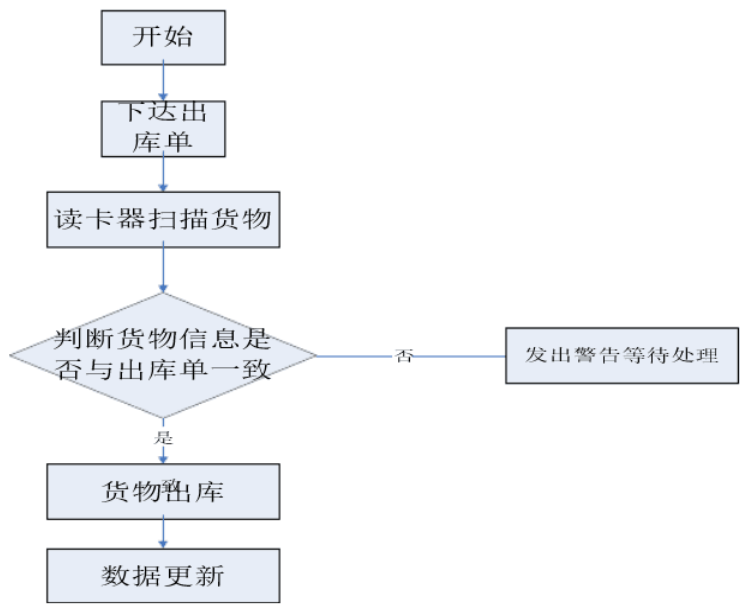 开始
下达出
库单
读卡器扫描货物
判断货物信息是
否与出库单一致
否
发出警告等待处理
是
致
货物出库
数据更新